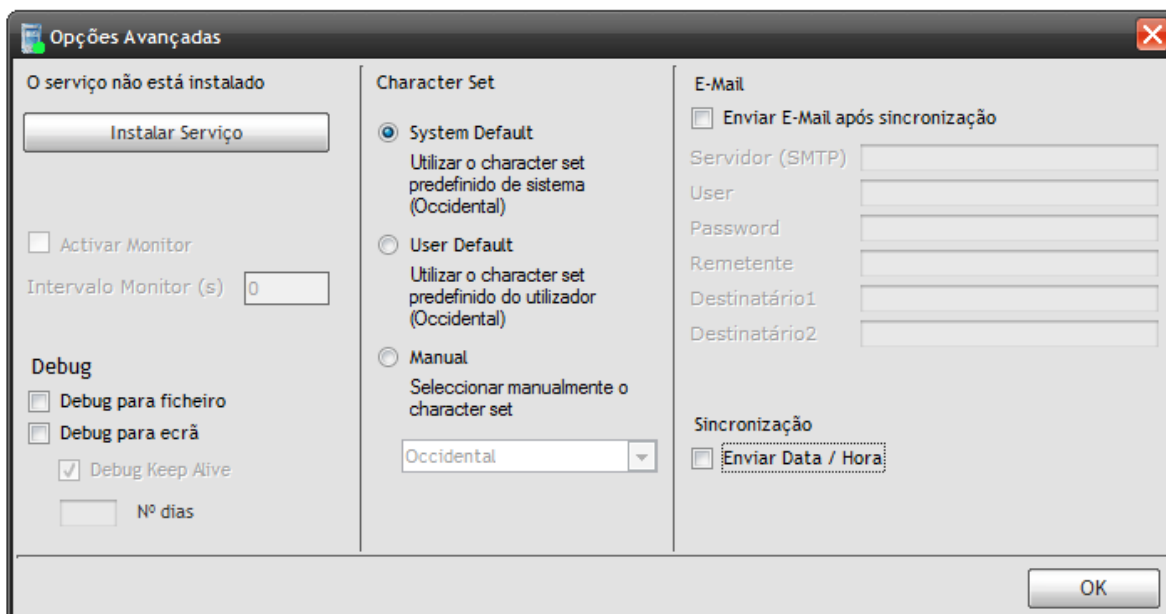 Opções Avançadas
O serviço não está instalado
Instalar Serviço
Activar Monitor
Intervalo Monitor (s) 0
Debug
Debug para ficheiro
Debug para ecrã
Debug Keep Alive
Nº dias
Character Set
System Default
Utilizar o character set
predefinido de sistema
(Occidental)
User Default
Utilizar o character set
predefinido do utilizador
(Occidental)
Manual
Seleccionar manualmente o
character set
Occidental
E-Mail
Enviar E-Mail após sincronização
Servidor (SMTP)
User
Password
Remetente
Destinatário1
Destinatário2
Sincronização
Enviar Data / Hora
OK